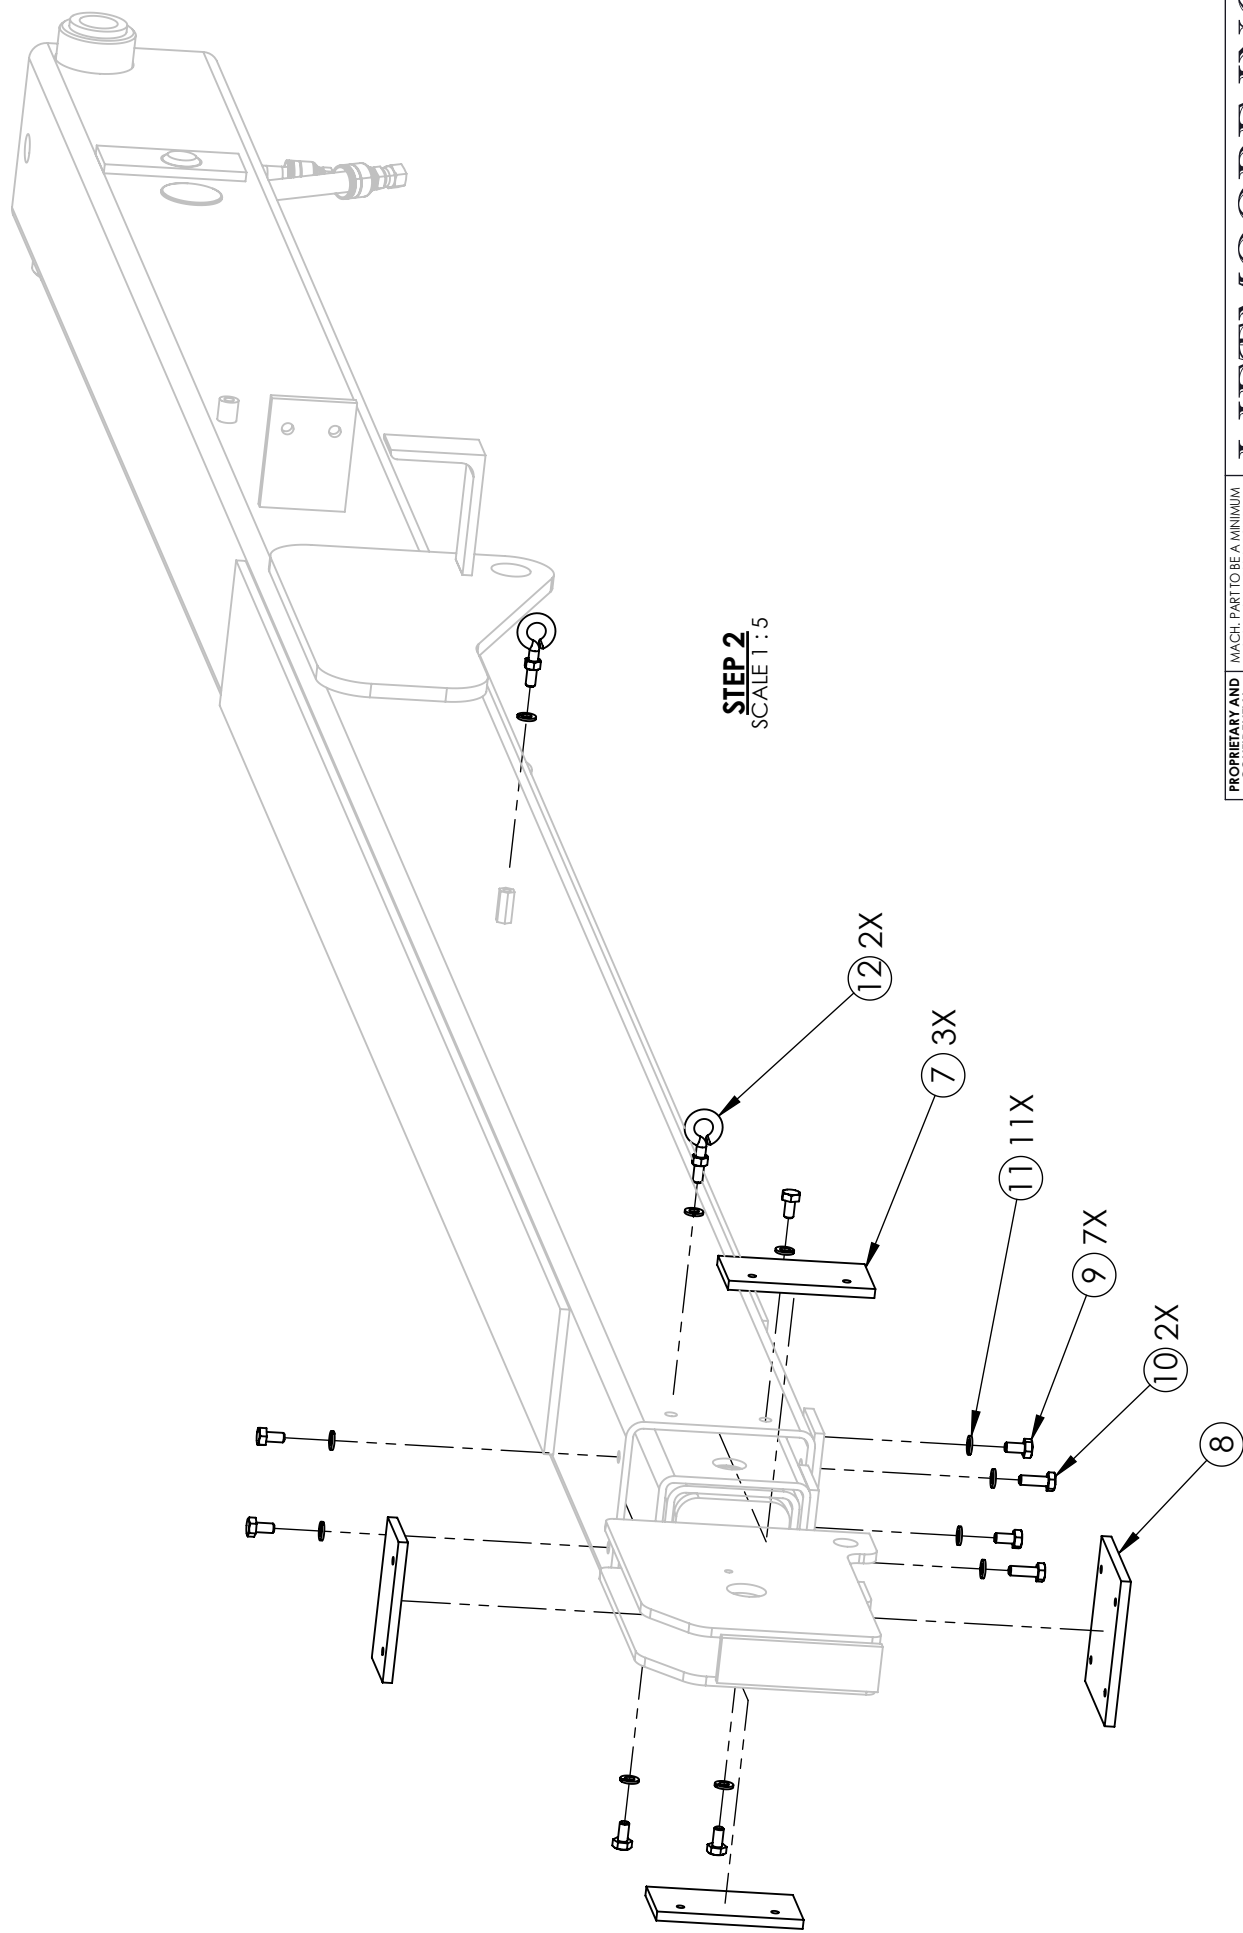 STEP 2
SCALE 1 : 5
12 2X
7 3X
11 11X
9 7X
10 2X
8
PROPRIETARY AND
MACH. PART TO BE A MINIMUM